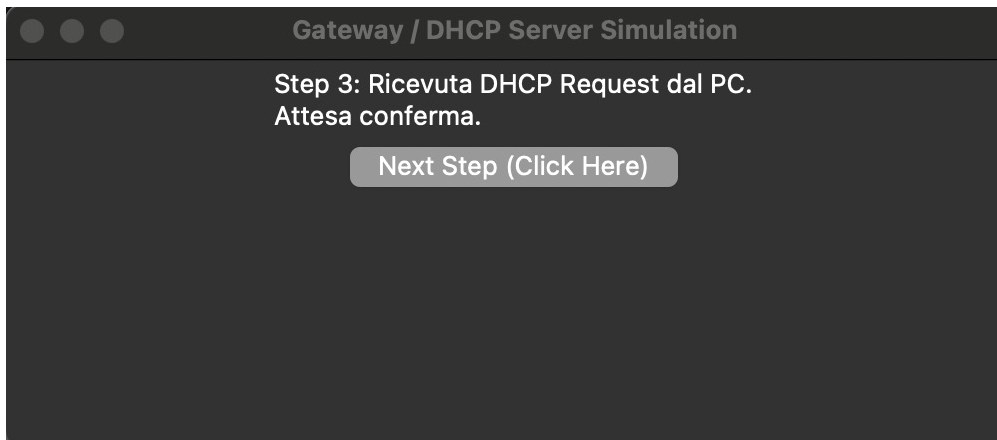 Gateway / DHCP Server Simulation
Step 3: Ricevuta DHCP Request dal PC.
Attesa conferma.
Next Step (Click Here)